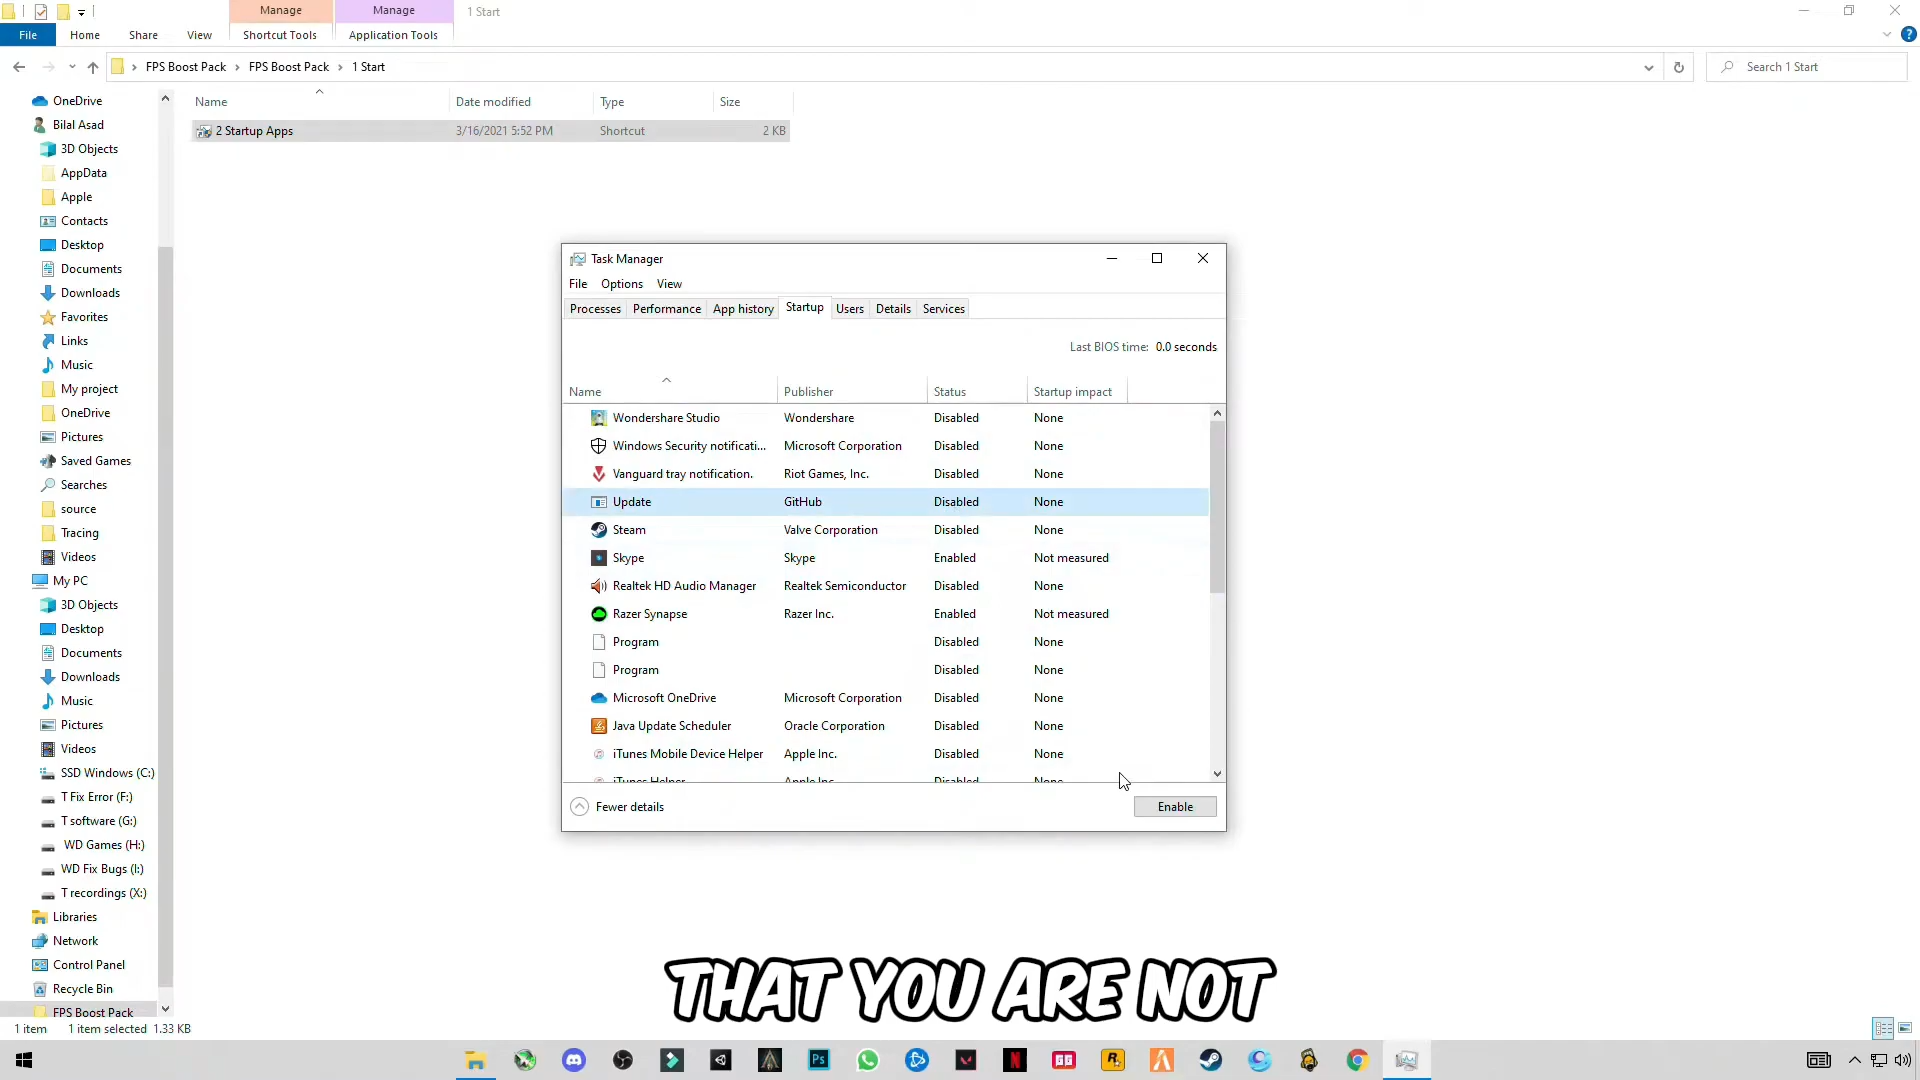 Manage
Manage
1 Start
File
Home
Share
View
Shortcut Tools
Application Tools
FPS Boost Pack
FPS Boost Pack
1 Start
Search 1 Start
OneDrive
Bilal Asad
3D Objects
AppData
Apple
Contacts
Desktop
Documents
Downloads
Favorites
Links
Music
My project
OneDrive
Pictures
Saved Games
Searches
source
Tracing
Videos
My PC
3D Objects
Desktop
Documents
Downloads
Music
Pictures
Videos
SSD Windows (C:)
T Fix Error (F:)
T software (G:)
WD Games (H:)
WD Fix Bugs (I:)
T recordings (X:)
Libraries
Network
Control Panel
Recycle Bin
FPS Boost Pack
Name Date modified Type Size
2 Startup Apps 3/16/2021 5:52 PM Shortcut 2 KB
Task Manager
File Options View
Processes Performance App history Startup Users Details Services
Last BIOS time: 0.0 seconds
Name Publisher Status Startup impact
Wondershare Studio Wondershare Disabled None
Windows Security notificati... Microsoft Corporation Disabled None
Vanguard tray notification. Riot Games, Inc. Disabled None
Update GitHub Disabled None
Steam Valve Corporation Disabled None
Skype Skype Enabled Not measured
Realtek HD Audio Manager Realtek Semiconductor Disabled None
Razer Synapse Razer Inc. Enabled Not measured
Program Disabled None
Program Disabled None
Microsoft OneDrive Microsoft Corporation Disabled None
Java Update Scheduler Oracle Corporation Disabled None
iTunes Mobile Device Helper Apple Inc. Disabled None
iTunes Helper Apple Inc. Disabled None
Fewer details
Enable
THAT YOU ARE NOT
1 item 1 item selected 1.33 KB